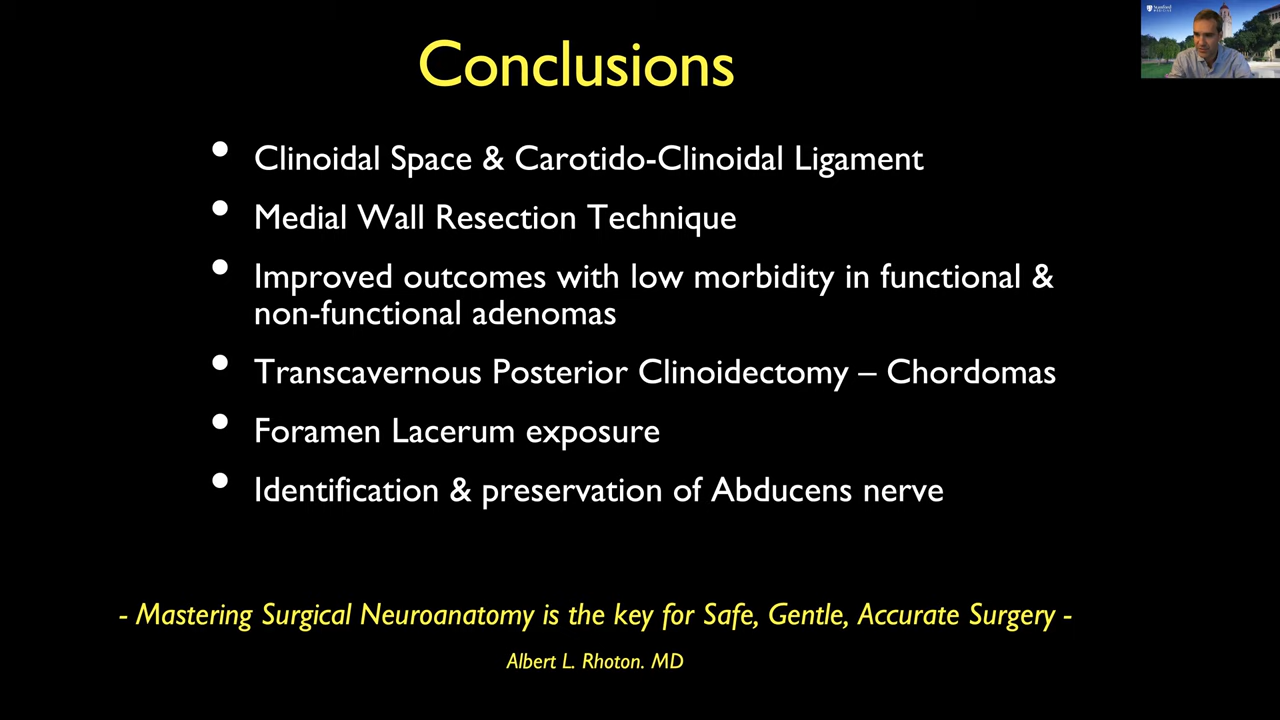 Stanford
MEDICINE
Conclusions
• Clinoidal Space & Carotido-Clinoidal Ligament
• Medial Wall Resection Technique
• Improved outcomes with low morbidity in functional &
non-functional adenomas
• Transcavernous Posterior Clinoidectomy – Chordomas
• Foramen Lacerum exposure
• Identification & preservation of Abducens nerve
- Mastering Surgical Neuroanatomy is the key for Safe, Gentle, Accurate Surgery -
Albert L. Rhoton. MD